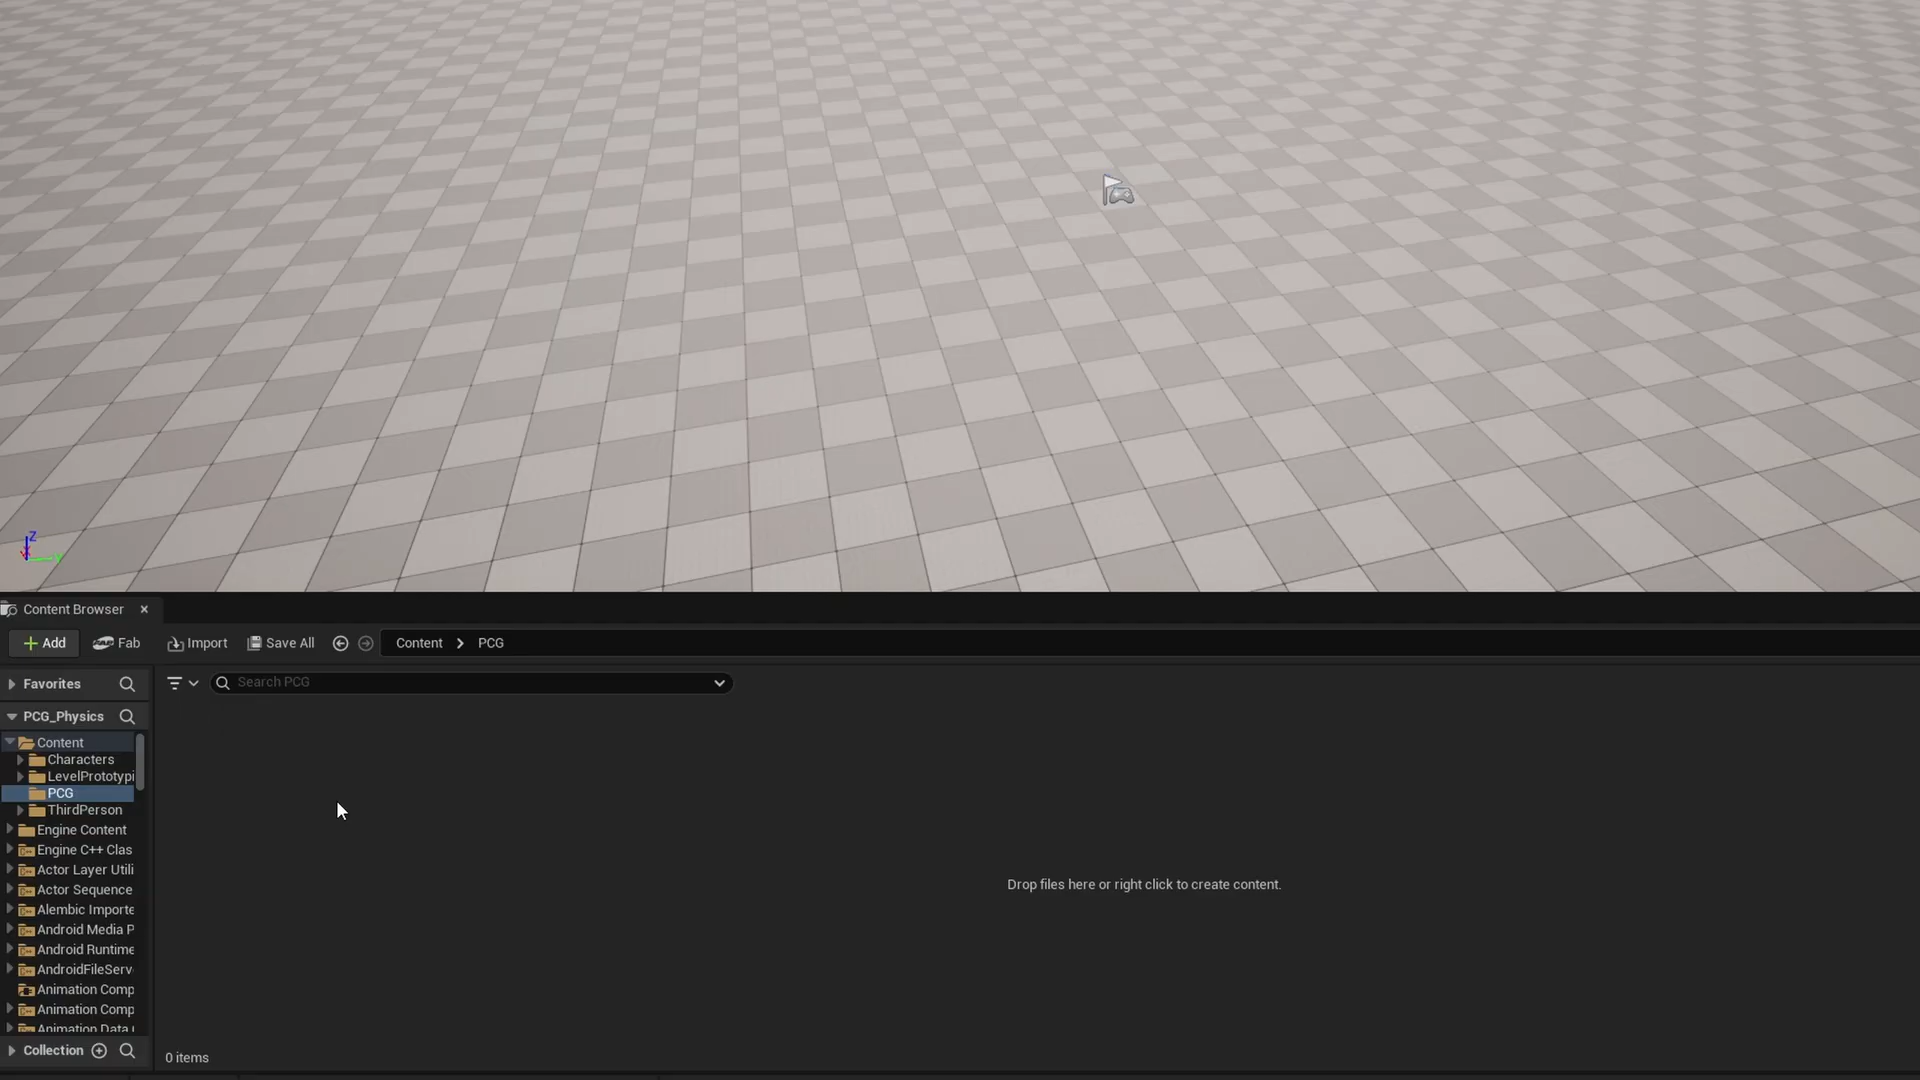 Z
Y
Content Browser
Add
Fab
Import
Save All
Content
PCG
Favorites
Search PCG
PCG_Physics
Content
Characters
LevelPrototypi
PCG
ThirdPerson
Engine Content
Engine C++ Clas
Actor Layer Utili
Actor Sequence
Alembic Importe
Android Media P
Android Runtime
AndroidFileServ
Animation Comp
Animation Comp
Animation Data
Drop files here or right click to create content.
Collection
0 items